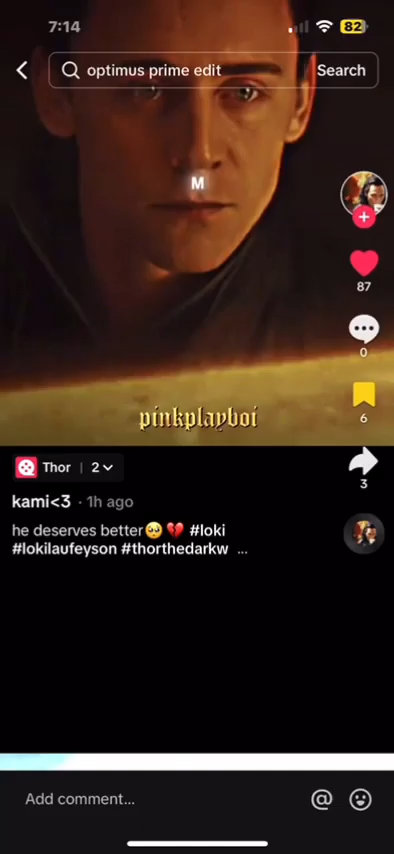 7:14
82
optimus prime edit
Search
M
87
0
pinkplayboi
6
Thor | 2
3
kami<3 · 1h ago
he deserves better🥺💔 #loki
#lokilaufeyson #thorthedarkw ...
Add comment...
@